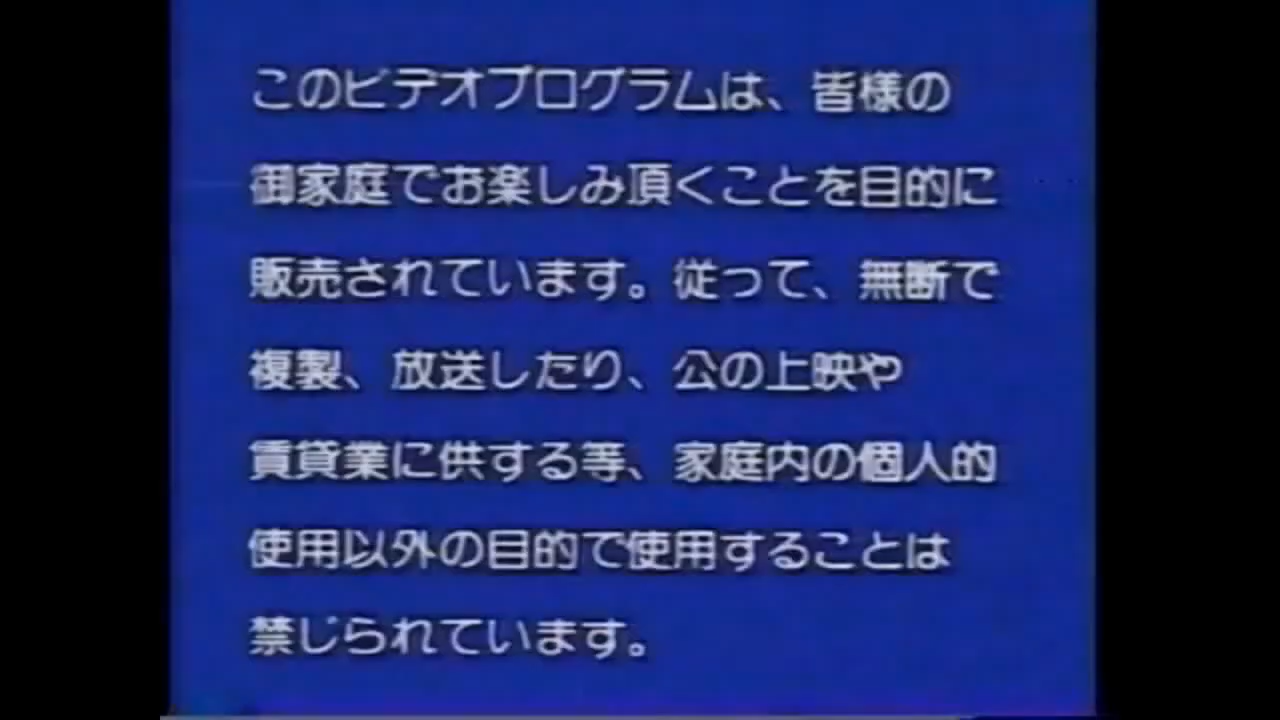 このビデオプログラムは、皆様の
御家庭でお楽しみ頂くことを目的に
販売されています。従って、無断で
複製、放送したり、公の上映や
賃貸業に供する等、家庭内の個人的
使用以外の目的で使用することは
禁じられています。